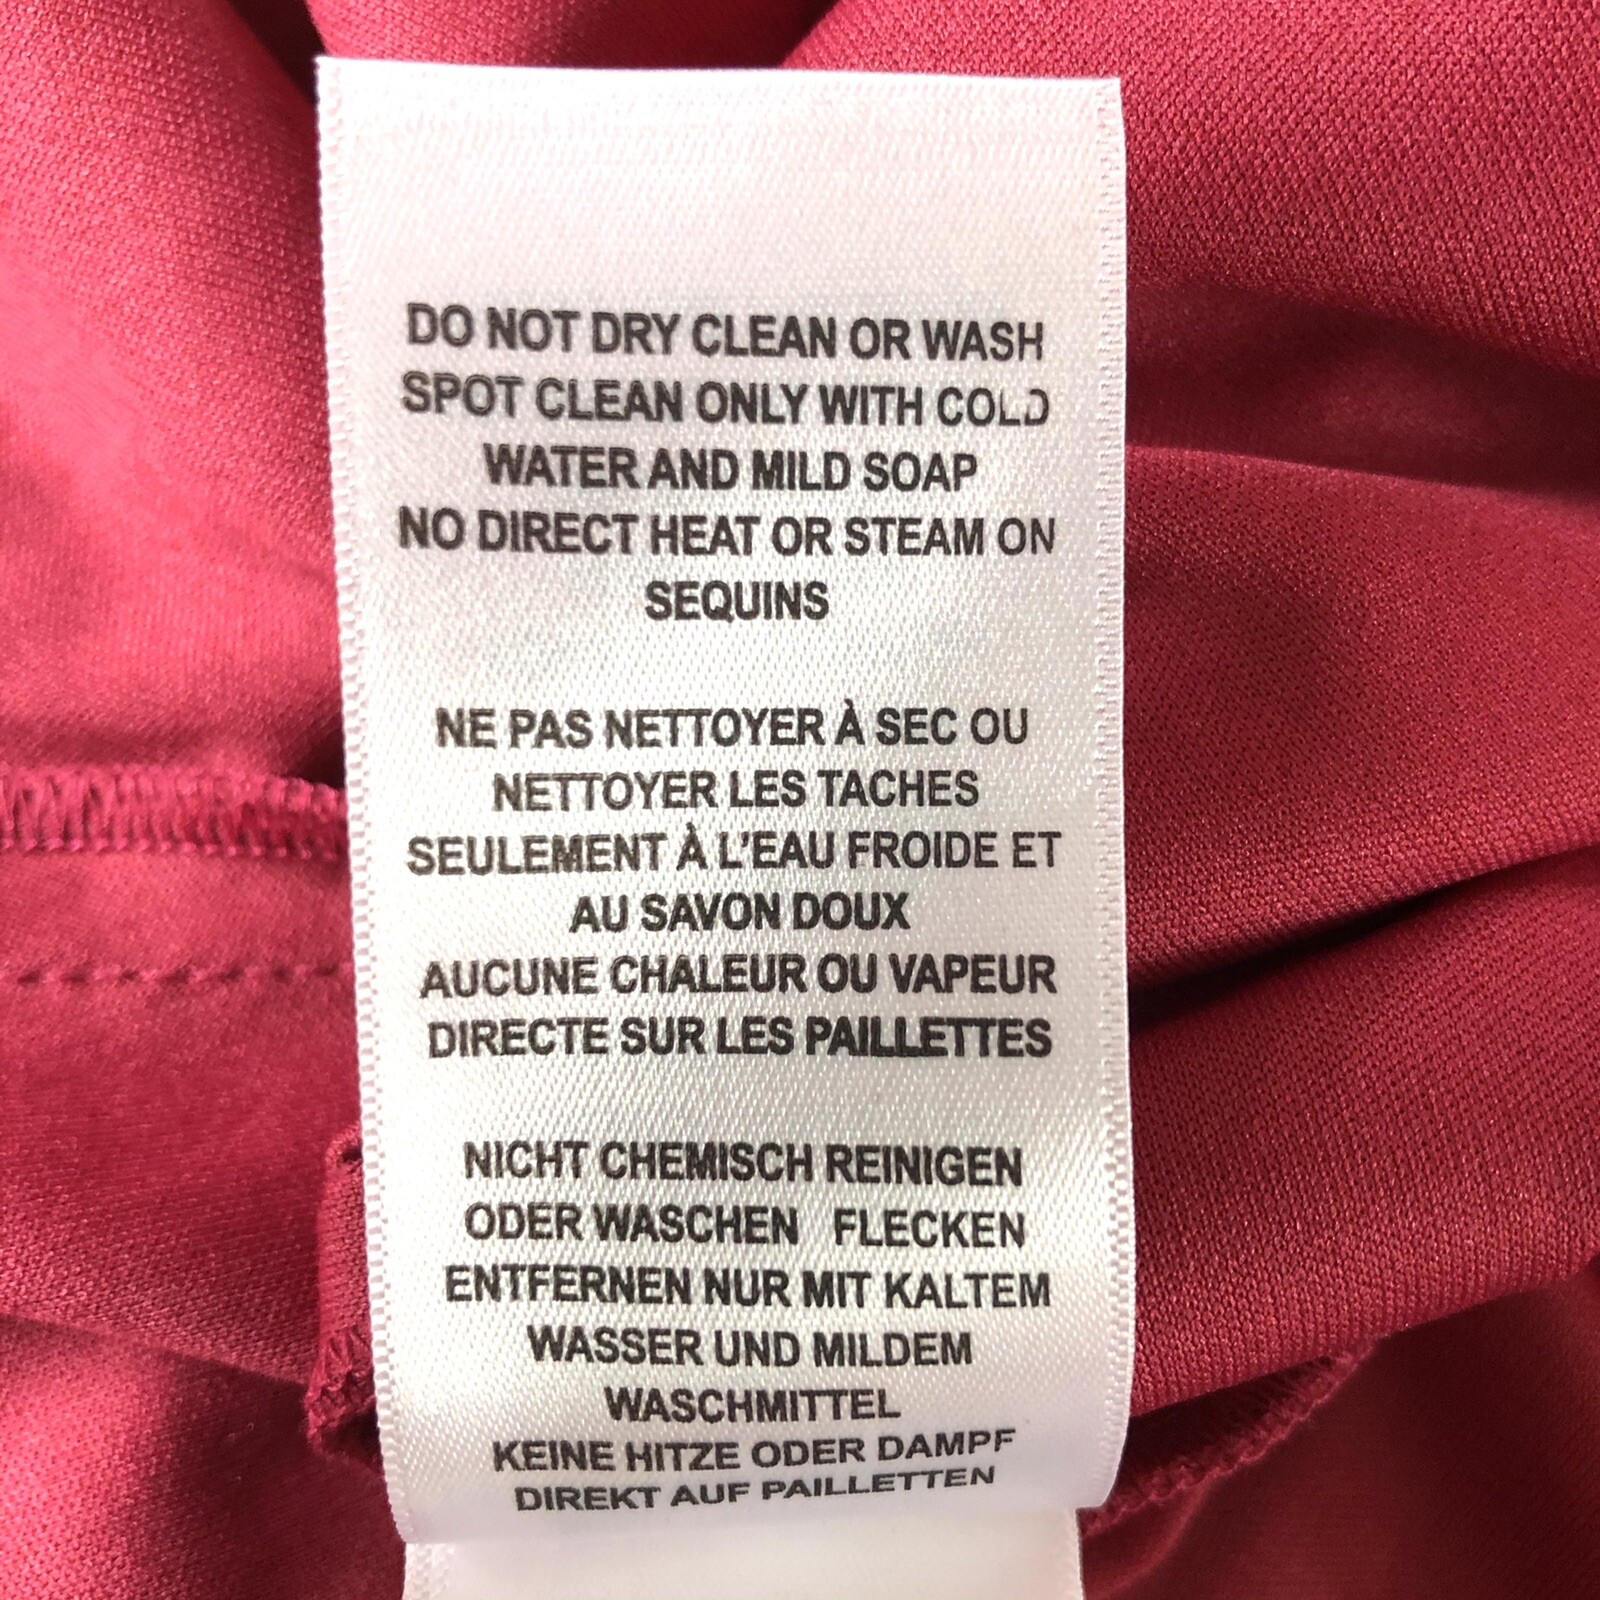 DO NOT DRY CLEAN OR WASH
SPOT CLEAN ONLY WITH COLD
WATER AND MILD SOAP
NO DIRECT HEAT OR STEAM ON
SEQUINS
NE PAS NETTOYER À SEC OU
NETTOYER LES TACHES
SEULEMENT À L'EAU FROIDE ET
AU SAVON DOUX
AUCUNE CHALEUR OU VAPEUR
DIRECTE SUR LES PAILLETTES
NICHT CHEMISCH REINIGEN
ODER WASCHEN FLECKEN
ENTFERNEN NUR MIT KALTEM
WASSER UND MILDEM
WASCHMITTEL
KEINE HITZE ODER DAMPF
DIREKT AUF PAILLETTEN